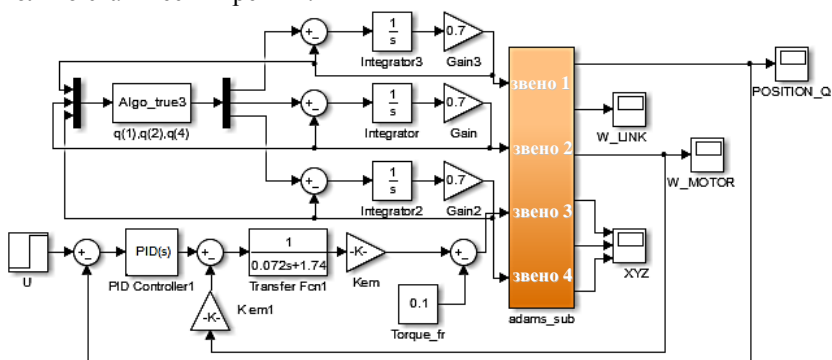 1
s
Integrator3
0.7
Gain3
звено 1
POSITION_Q
Algo_true3
q(1),q(2),q(4)
1
s
Integrator
0.7
Gain
W_LINK
звено 2
W_MOTOR
1
s
Integrator2
0.7
Gain2
звено 3
XYZ
U
PID(s)
PID Controller1
1
0.072s+1.74
Transfer Fcn1
-K-
Kem
-K-
Kem1
0.1
Torque_fr
звено 4
adams_sub